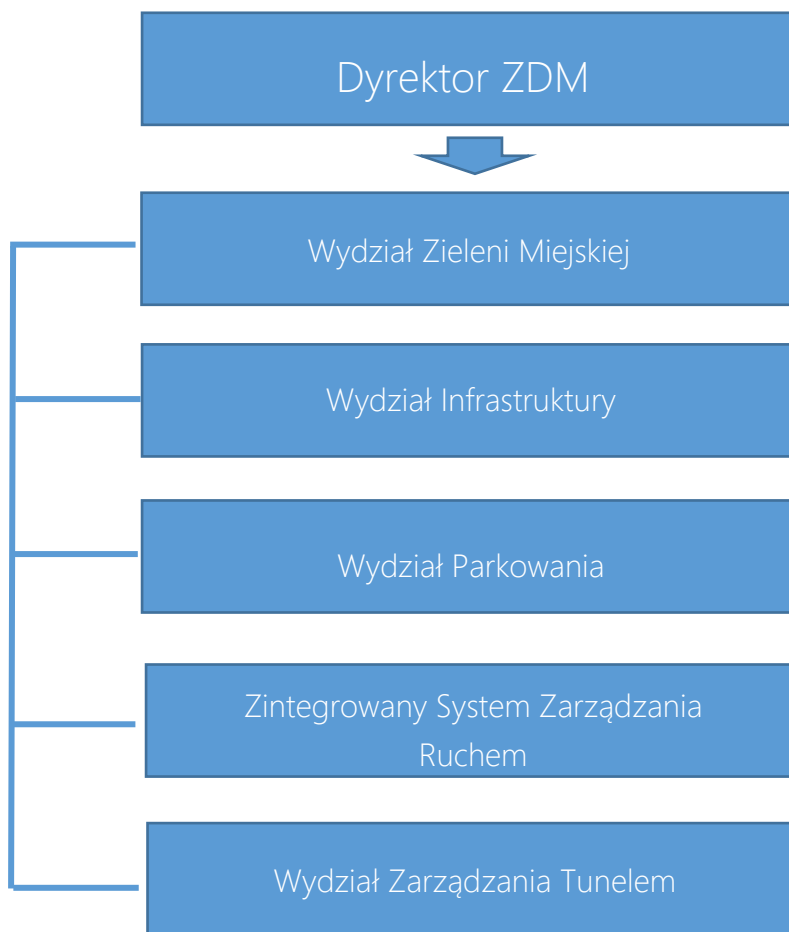 Dyrektor ZDM
Wydział Zieleni Miejskiej
Wydział Infrastruktury
Wydział Parkowania
Zintegrowany System Zarządzania
Ruchem
Wydział Zarządzania Tunelem